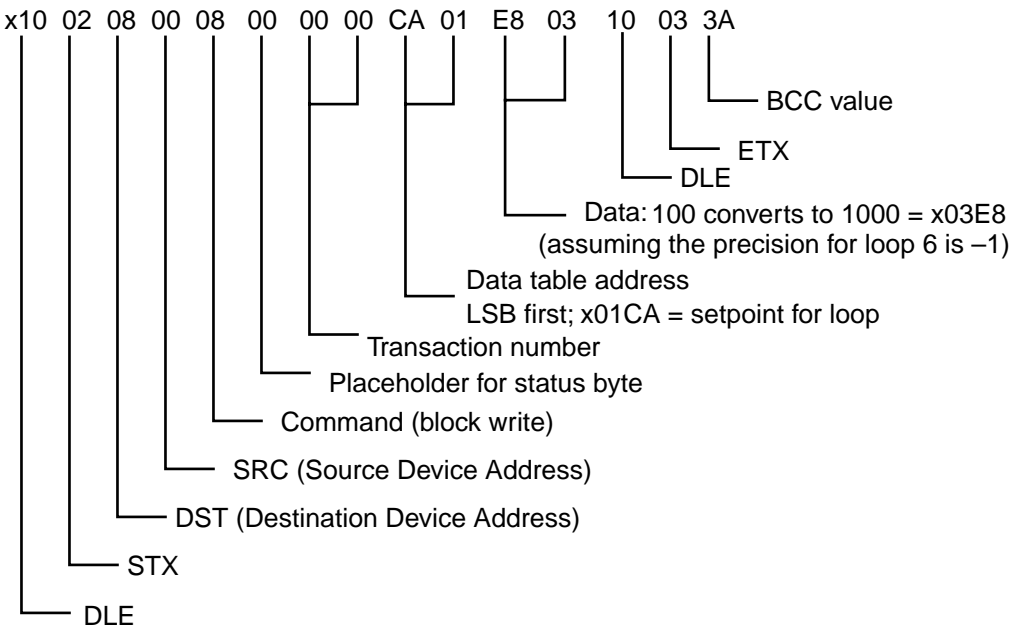 x10 02 08 00 08 00 00 00 CA 01 E8 03 10 03 3A
BCC value
ETX
DLE
Data: 100 converts to 1000 = x03E8
(assuming the precision for loop 6 is –1)
Data table address
LSB first; x01CA = setpoint for loop
Transaction number
Placeholder for status byte
Command (block write)
SRC (Source Device Address)
DST (Destination Device Address)
STX
DLE